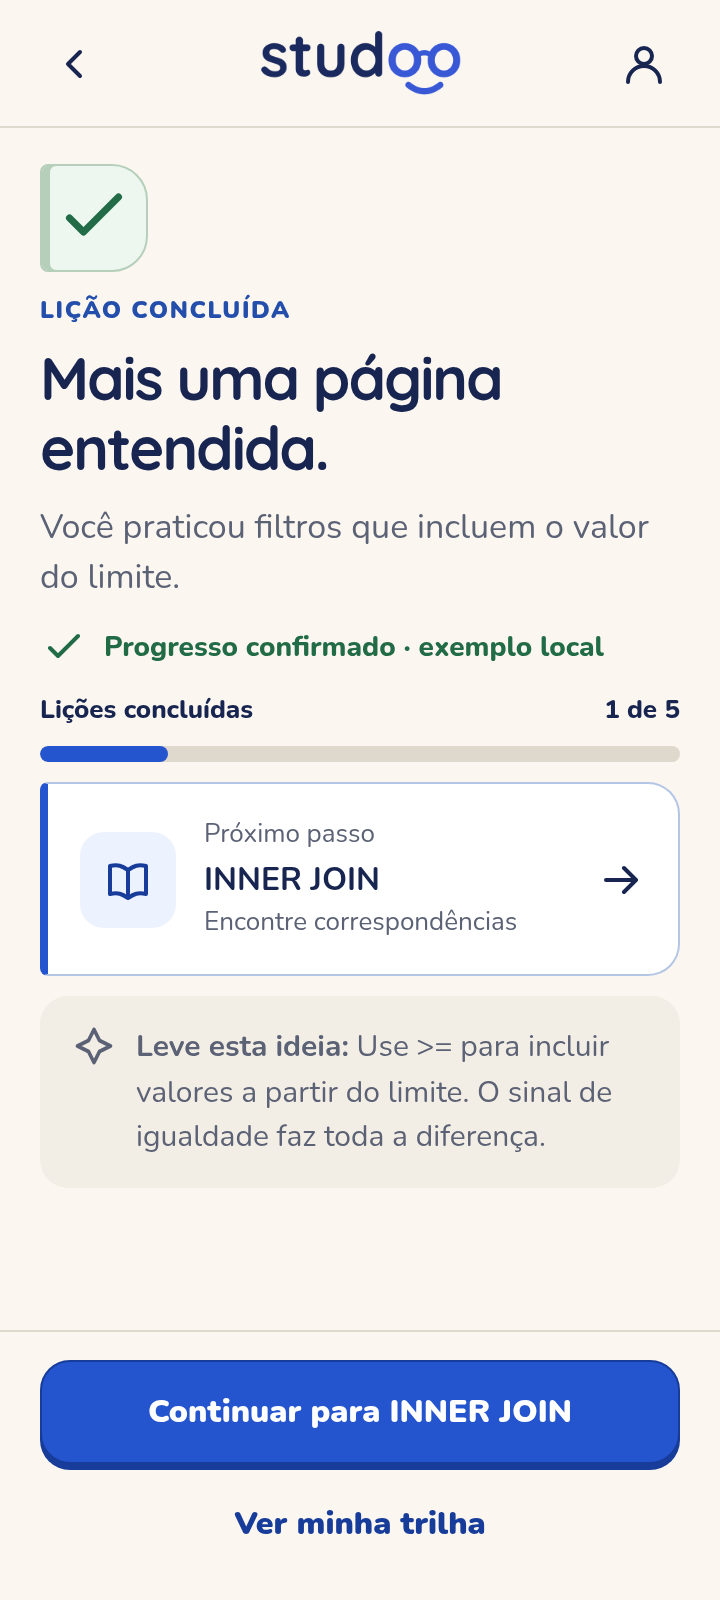 studoo
LIÇÃO CONCLUÍDA
Mais uma página
entendida.
Você praticou filtros que incluem o valor
do limite.
Progresso confirmado · exemplo local
Lições concluídas 1 de 5
Próximo passo
INNER JOIN
Encontre correspondências
Leve esta ideia: Use >= para incluir
valores a partir do limite. O sinal de
igualdade faz toda a diferença.
Continuar para INNER JOIN
Ver minha trilha